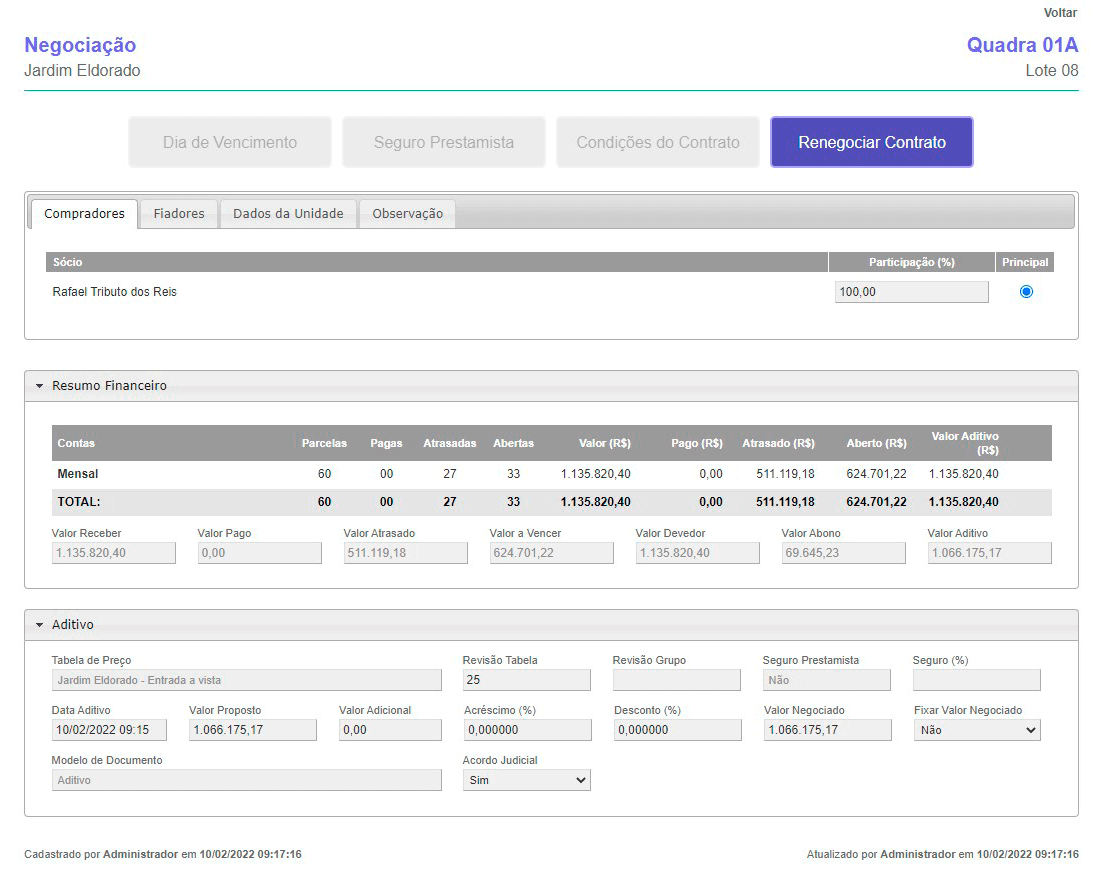 Voltar
Negociação Quadra 01A
Jardim Eldorado Lote 08
Dia de Vencimento Seguro Prestamista Condições do Contrato Renegociar Contrato
Compradores Fiadores Dados da Unidade Observação
Sócio Participação (%) Principal
Rafael Tributo dos Reis 100,00
Resumo Financeiro
Contas Parcelas Pagas Atrasadas Abertas Valor (R$) Pago (R$) Atrasado (R$) Aberto (R$) Valor Aditivo (R$)
Mensal 60 00 27 33 1.135.820,40 0,00 511.119,18 624.701,22 1.135.820,40
TOTAL: 60 00 27 33 1.135.820,40 0,00 511.119,18 624.701,22 1.135.820,40
Valor Receber Valor Pago Valor Atrasado Valor a Vencer Valor Devedor Valor Abono Valor Aditivo
1.135.820,40 0,00 511.119,18 624.701,22 1.135.820,40 69.645,23 1.066.175,17
Aditivo
Tabela de Preço Revisão Tabela Revisão Grupo Seguro Prestamista Seguro (%)
Jardim Eldorado - Entrada a vista 25 Não
Data Aditivo Valor Proposto Valor Adicional Acréscimo (%) Desconto (%) Valor Negociado Fixar Valor Negociado
10/02/2022 09:15 1.066.175,17 0,00 0,000000 0,000000 1.066.175,17 Não
Modelo de Documento Acordo Judicial
Aditivo Sim
Cadastrado por Administrador em 10/02/2022 09:17:16 Atualizado por Administrador em 10/02/2022 09:17:16